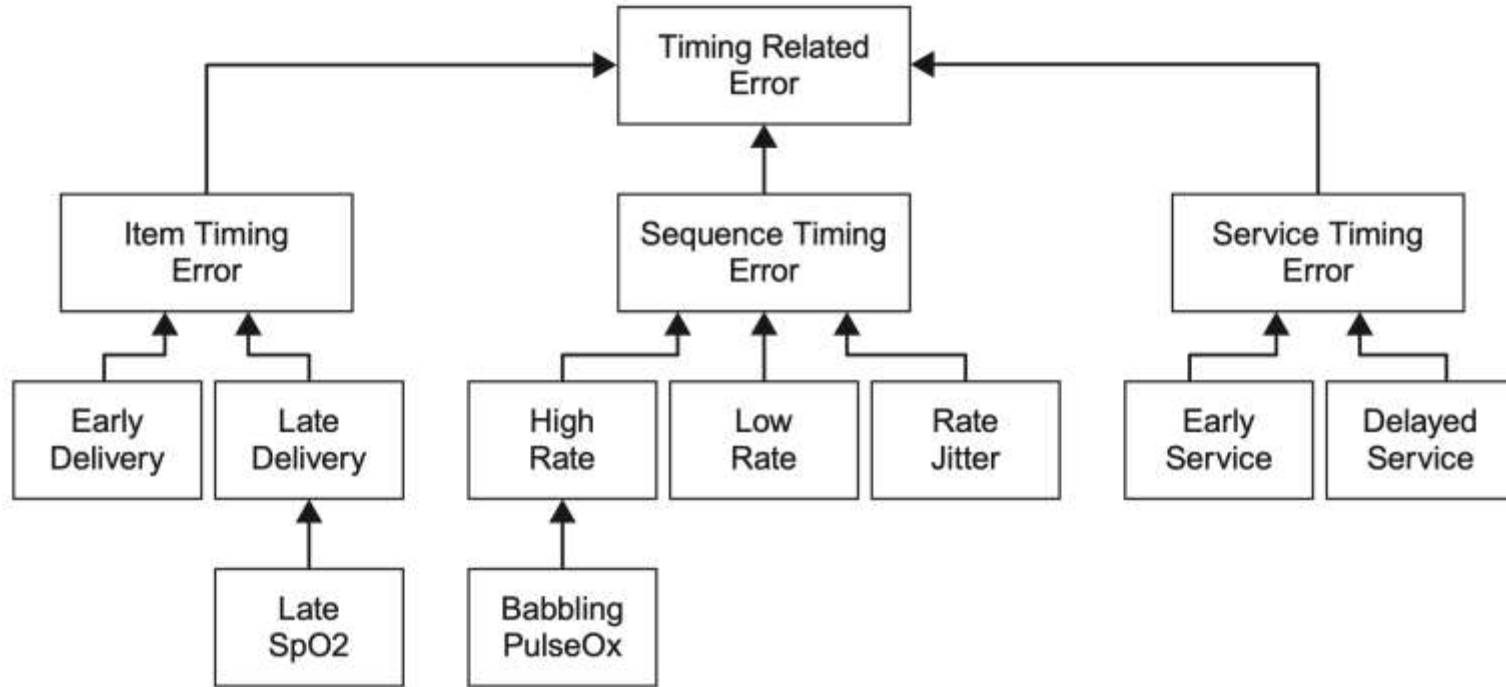 Timing Related
Error
Item Timing
Error
Sequence Timing
Error
Service Timing
Error
Early
Delivery
Late
Delivery
High
Rate
Low
Rate
Rate
Jitter
Early
Service
Delayed
Service
Late
SpO2
Babbling
PulseOx